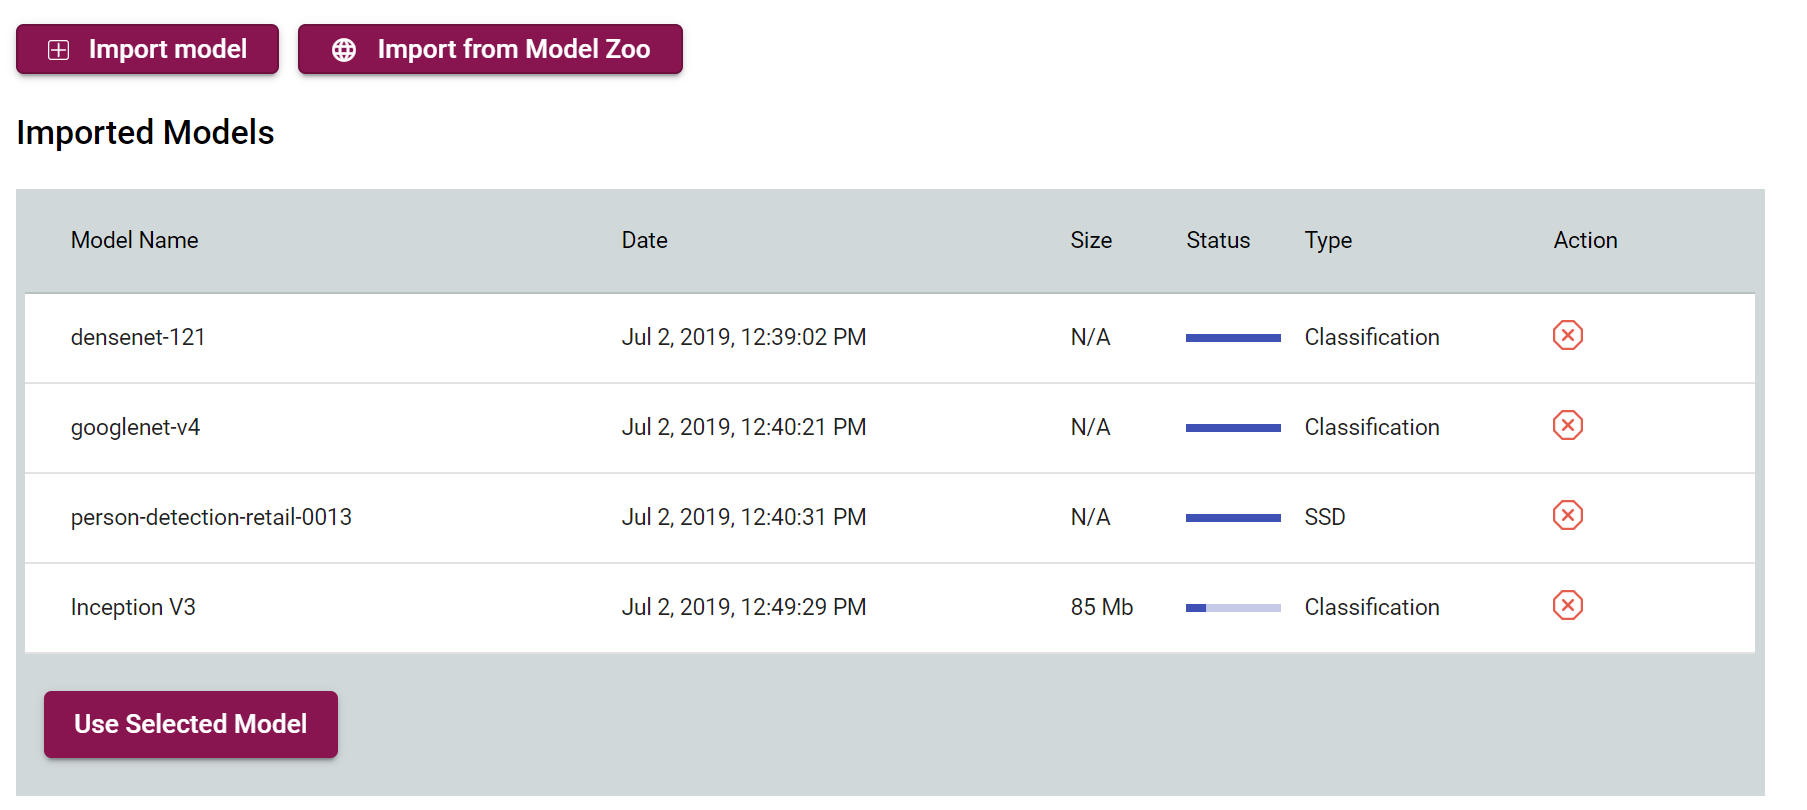 Import model Import from Model Zoo
Imported Models
Model Name Date Size Status Type Action
densenet-121 Jul 2, 2019, 12:39:02 PM N/A Classification
googlenet-v4 Jul 2, 2019, 12:40:21 PM N/A Classification
person-detection-retail-0013 Jul 2, 2019, 12:40:31 PM N/A SSD
Inception V3 Jul 2, 2019, 12:49:29 PM 85 Mb Classification
Use Selected Model